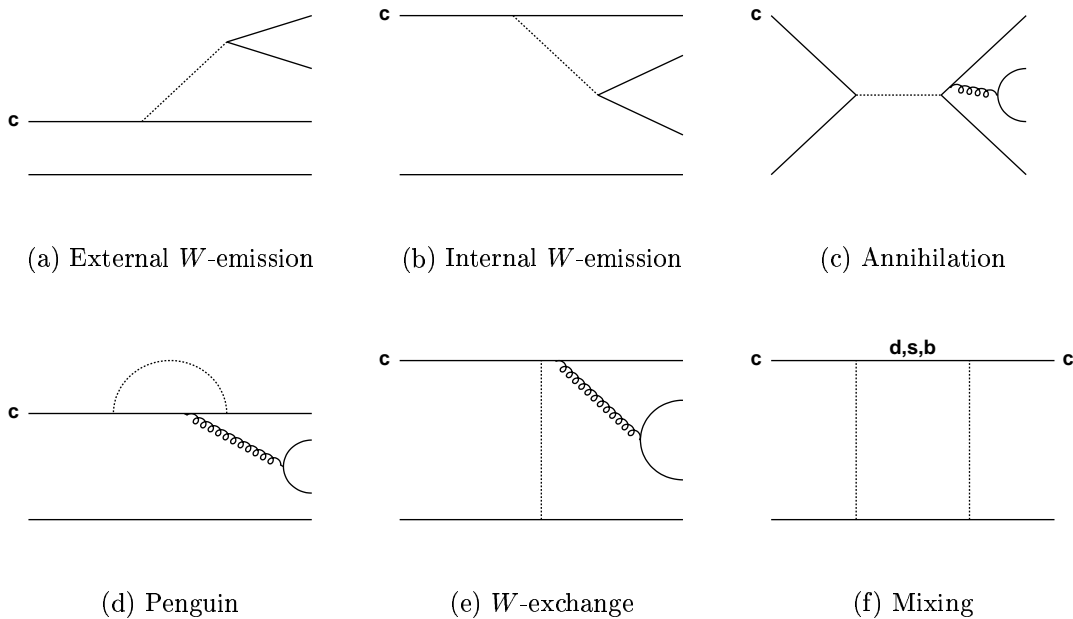 c
c
c
(a) External W-emission
(b) Internal W-emission
(c) Annihilation
c
c
c
d,s,b
c
(d) Penguin
(e) W-exchange
(f) Mixing